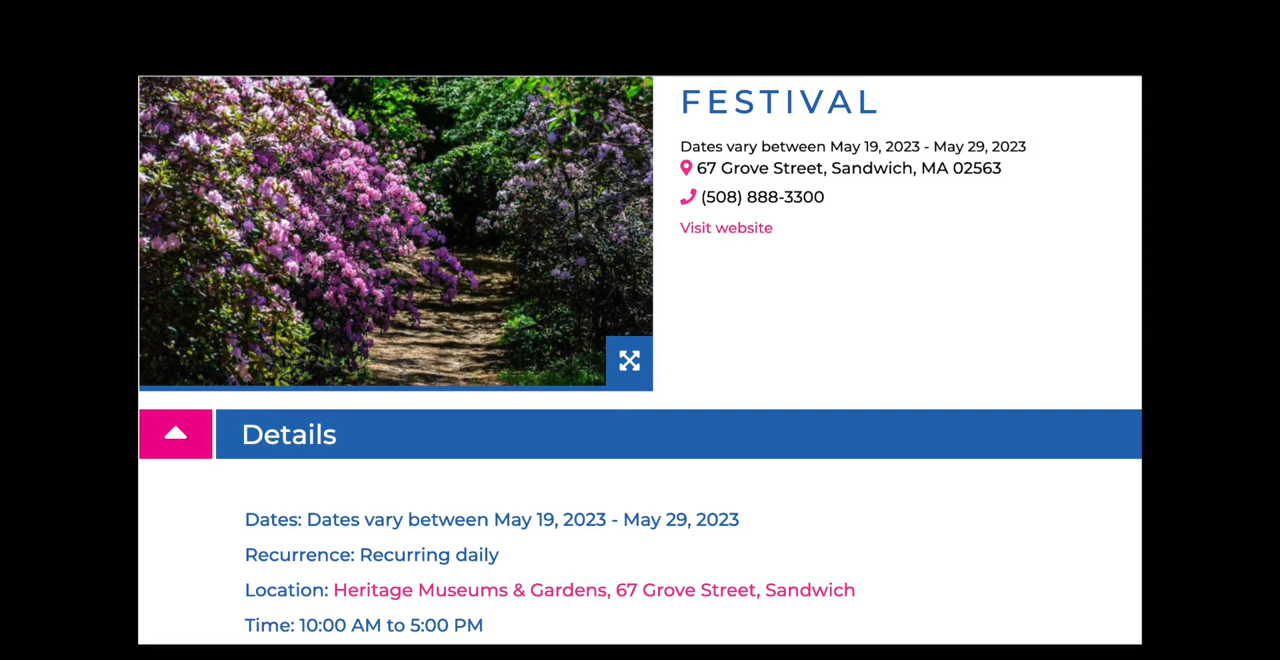 FESTIVAL
Dates vary between May 19, 2023 - May 29, 2023
67 Grove Street, Sandwich, MA 02563
(508) 888-3300
Visit website
Details
Dates: Dates vary between May 19, 2023 - May 29, 2023
Recurrence: Recurring daily
Location: Heritage Museums & Gardens, 67 Grove Street, Sandwich
Time: 10:00 AM to 5:00 PM